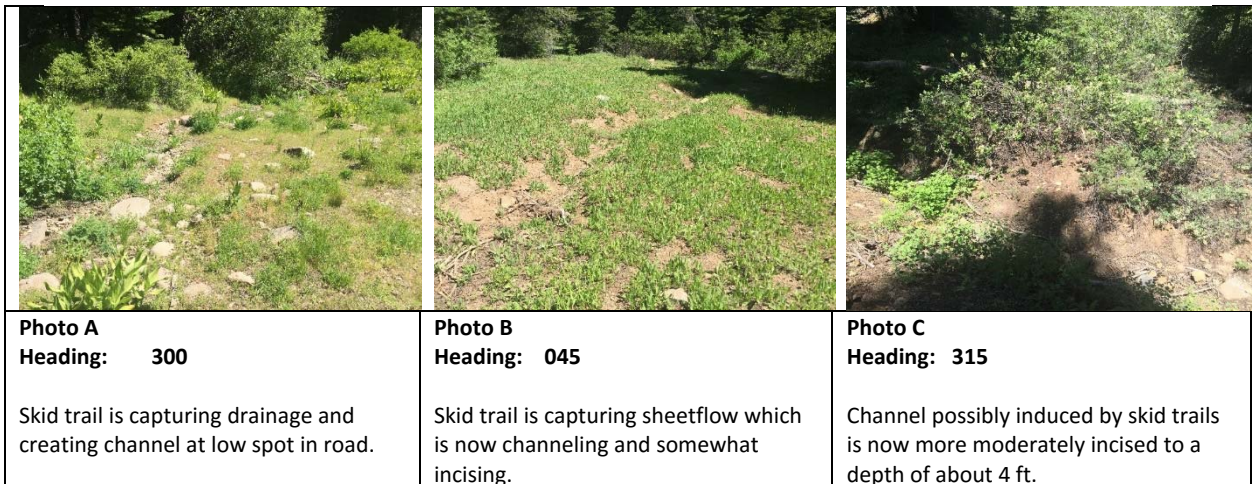 Photo A
Heading: 300
Skid trail is capturing drainage and
creating channel at low spot in road.
Photo B
Heading: 045
Skid trail is capturing sheetflow which
is now channeling and somewhat
incising.
Photo C
Heading: 315
Channel possibly induced by skid trails
is now more moderately incised to a
depth of about 4 ft.